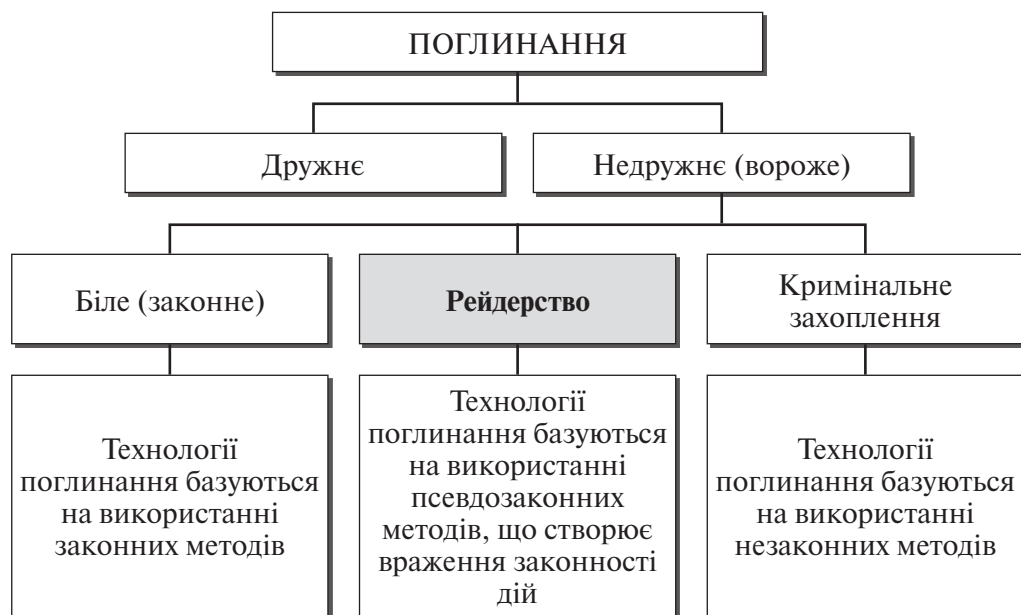 ПОГЛИНАННЯ
Дружнє
Недружнє (вороже)
Біле (законне)
Рейдерство
Кримінальне
захоплення
Технології
поглинання базуються
на використанні
законних методів
Технології
поглинання базуються
на використанні
псевдозаконних
методів, що створює
враження законності
дій
Технології
поглинання базуються
на використанні
незаконних методів